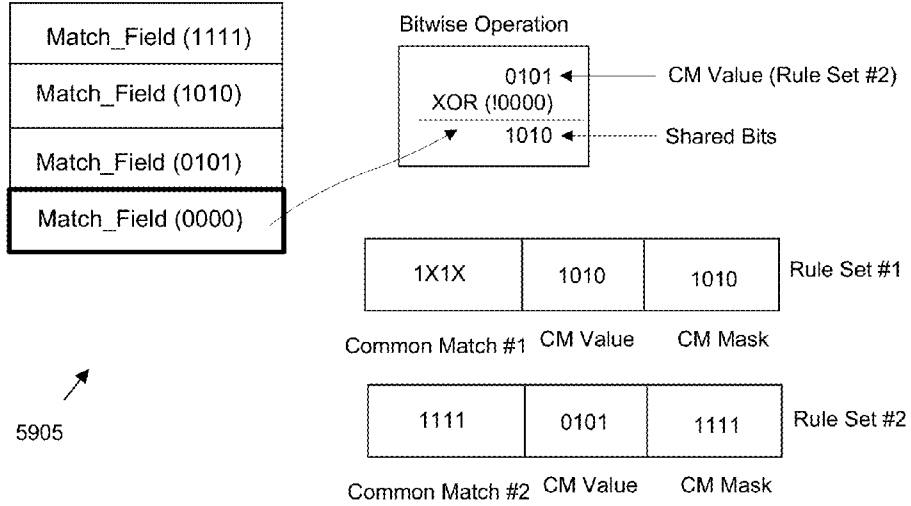 Match_Field (1111)
Match_Field (1010)
Match_Field (0101)
Match_Field (0000)
Bitwise Operation
0101
XOR (!0000)
1010
CM Value (Rule Set #2)
Shared Bits
1X1X
1010
1010
Rule Set #1
Common Match #1
CM Value
CM Mask
1111
0101
1111
Rule Set #2
Common Match #2
CM Value
CM Mask
5905